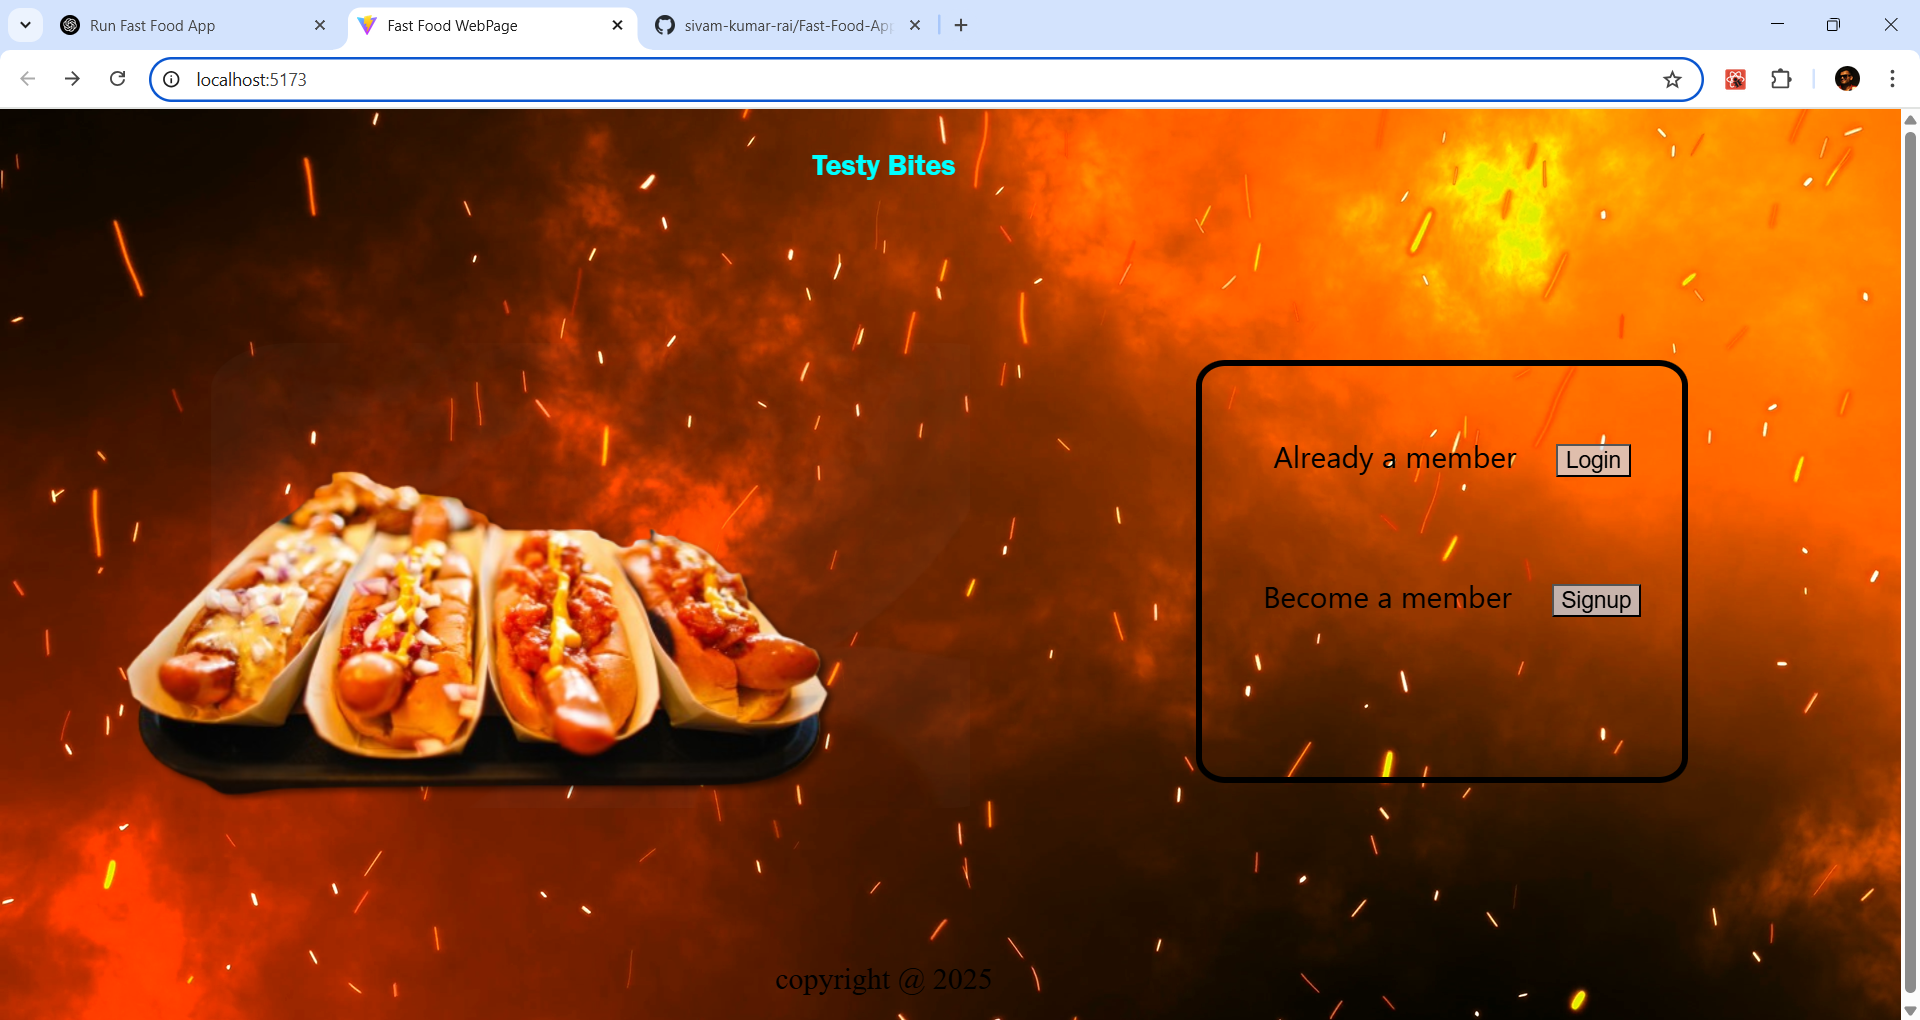 Run Fast Food App
Fast Food WebPage
sivam-kumar-rai/Fast-Food-App
localhost:5173
Testy Bites
Already a member
Login
Become a member
Signup
copyright @ 2025